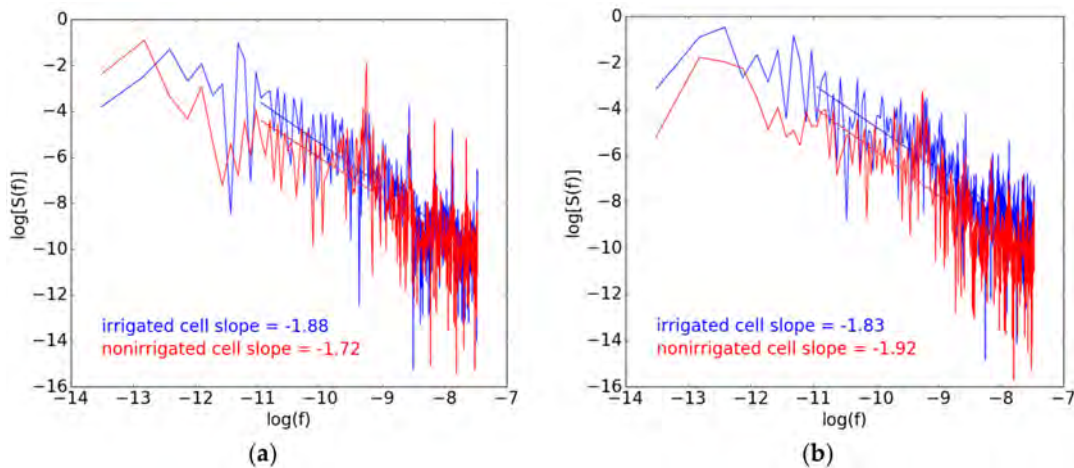 0
−2
−4
−6
−8
−10
−12
−14
−16
log[S(f)]
irrigated cell slope = -1.88
nonirrigated cell slope = -1.72
−14 −13 −12 −11 −10 −9 −8 −7
log(f)
(a)
0
−2
−4
−6
−8
−10
−12
−14
−16
log[S(f)]
irrigated cell slope = -1.83
nonirrigated cell slope = -1.92
−14 −13 −12 −11 −10 −9 −8 −7
log(f)
(b)